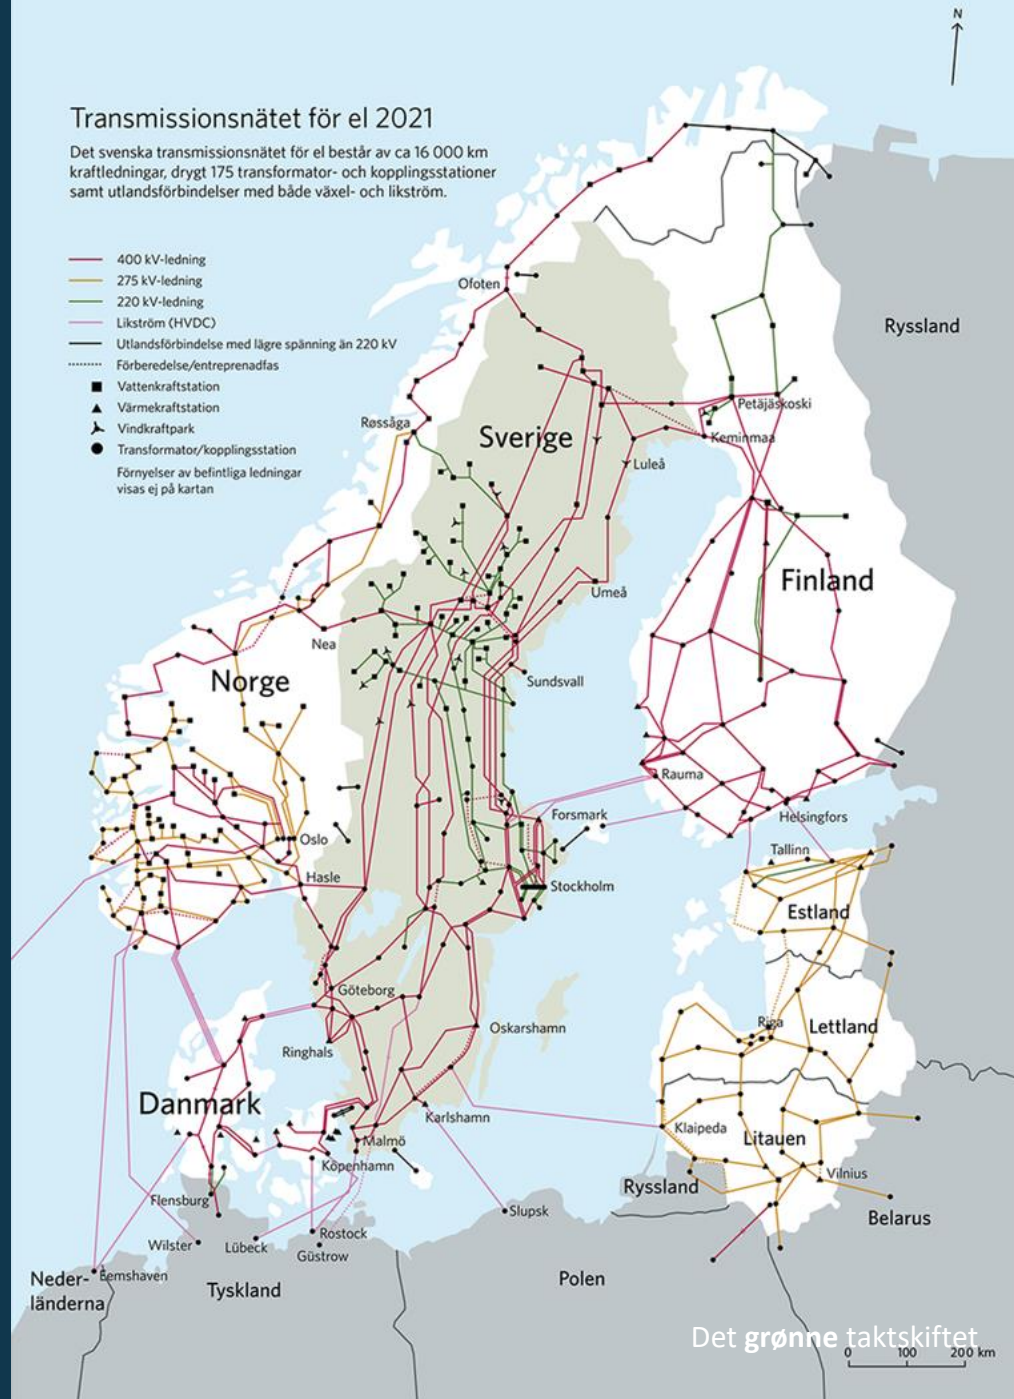 N
Transmissionsnätet för el 2021
Det svenska transmissionsnätet för el består av ca 16 000 km
kraftledningar, drygt 175 transformator- och kopplingsstationer
samt utlandsförbindelser med både växel- och likström.
400 kV-ledning
275 kV-ledning
220 kV-ledning
Likström (HVDC)
Utlandsförbindelse med lägre spänning än 220 kV
Förberedelse/entreprenadfas
Vattenkraftstation
Värmekraftstation
Vindkraftpark
Transformator/kopplingsstation
Förnyelser av befintliga ledningar
visas ej på kartan
Ofoten
Ryssland
Petäjäskoski
Røssåga
Sverige
Keminmaa
Luleå
Finland
Umeå
Nea
Norge
Sundsvall
Rauma
Forsmark
Helsingfors
Oslo
Tallinn
Hasle
Stockholm
Estland
Göteborg
Oskarshamn
Riga
Lettland
Ringhals
Danmark
Karlshamn
Klaipeda
Litauen
Malmö
Köpenhamn
Vilnius
Ryssland
Flensburg
Slupsk
Belarus
Wilster
Lübeck
Rostock
Güstrow
Eemshaven
Neder-
länderna
Tyskland
Polen
Det grønne taktskiftet
0 100 200 km